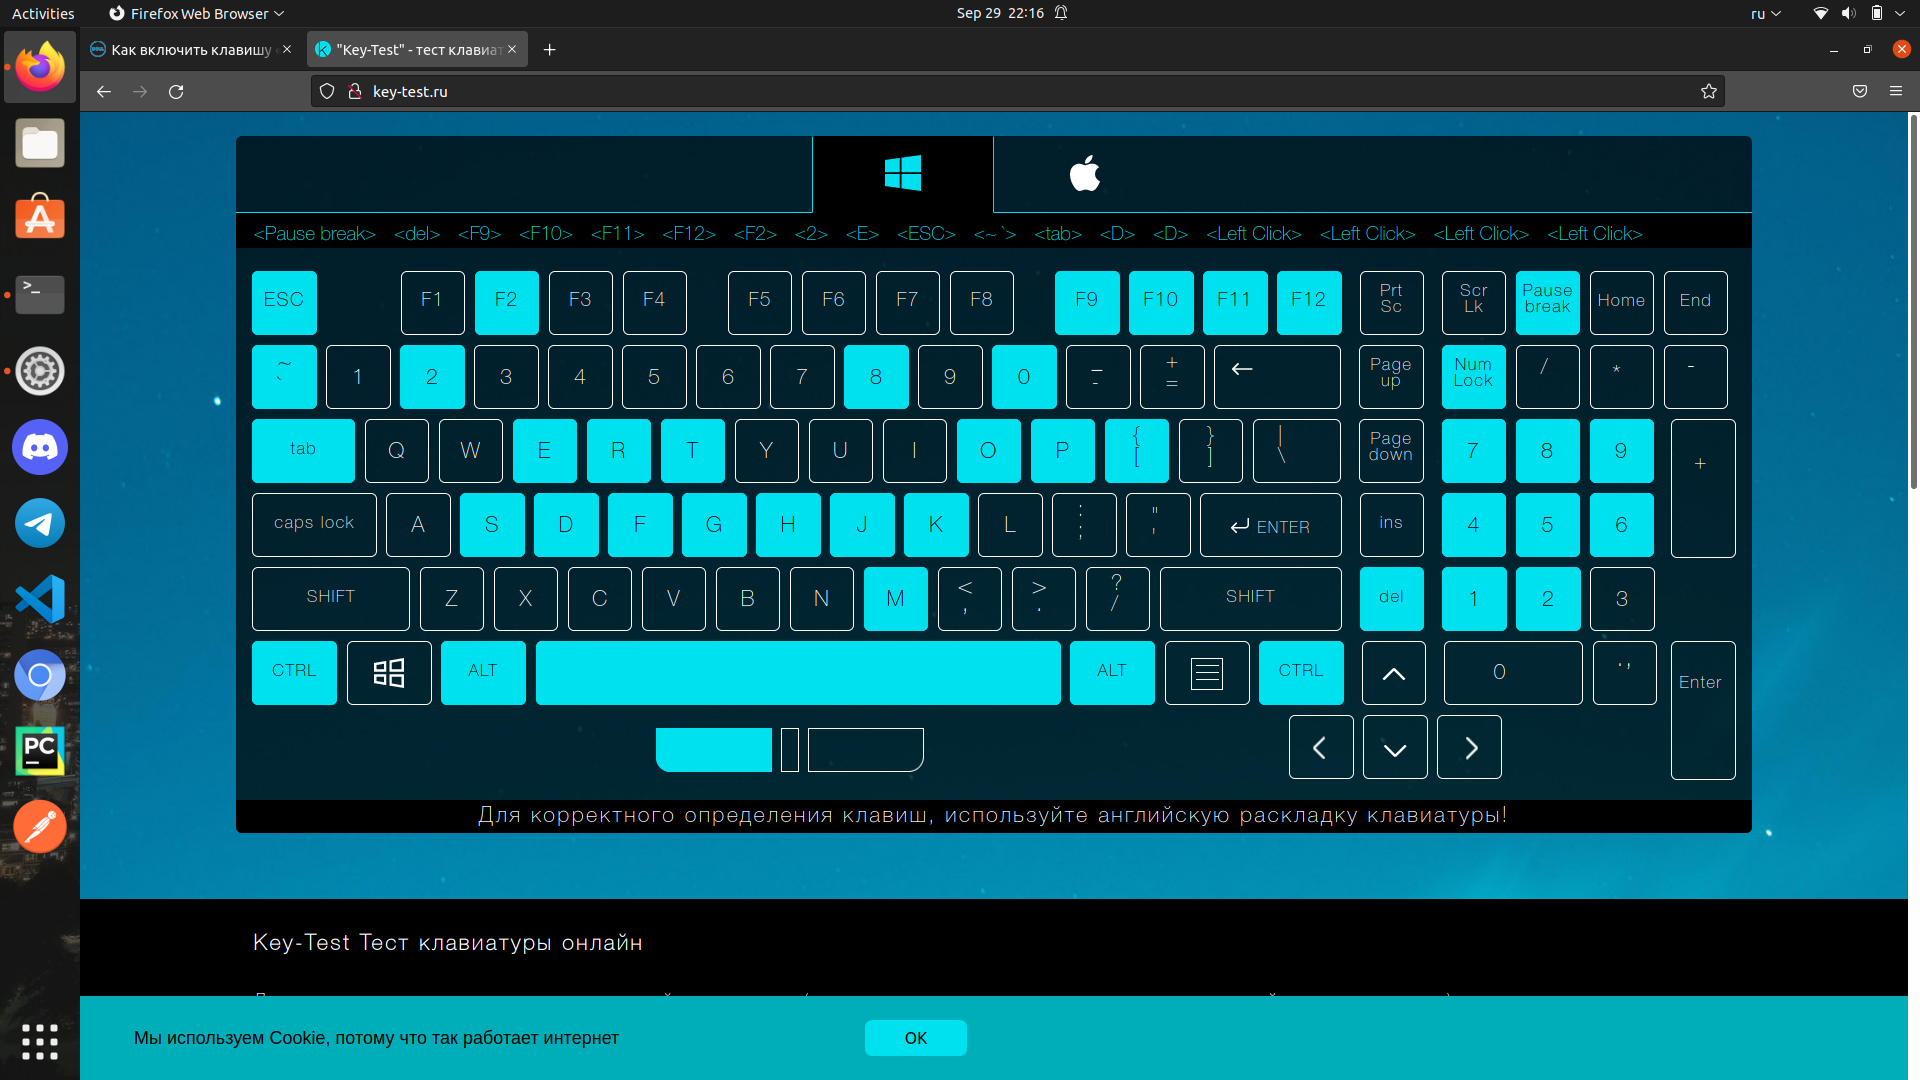 Activities Firefox Web Browser Sep 29 22:16 ru
Как включить клавишу "Key-Test" - тест клавиат
key-test.ru
<Pause break> <del> <F9> <F10> <F11> <F12> <F2> <2> <E> <ESC> <~ `> <tab> <D> <D> <Left Click> <Left Click> <Left Click> <Left Click>
ESC F1 F2 F3 F4 F5 F6 F7 F8 F9 F10 F11 F12 Prt Sc Scr Lk Pause break Home End
~ ` 1 2 3 4 5 6 7 8 9 0 _ - + = ← Page up Num Lock / * -
tab Q W E R T Y U I O P { [ } ] | \ Page down 7 8 9 +
caps lock A S D F G H J K L : ; " ' ENTER ins 4 5 6
SHIFT Z X C V B N M < , > . ? / SHIFT del 1 2 3
CTRL ALT ALT CTRL 0 . , Enter
Для корректного определения клавиш, используйте английскую раскладку клавиатуры!
Key-Test Тест клавиатуры онлайн
Мы используем Cookie, потому что так работает интернет OK